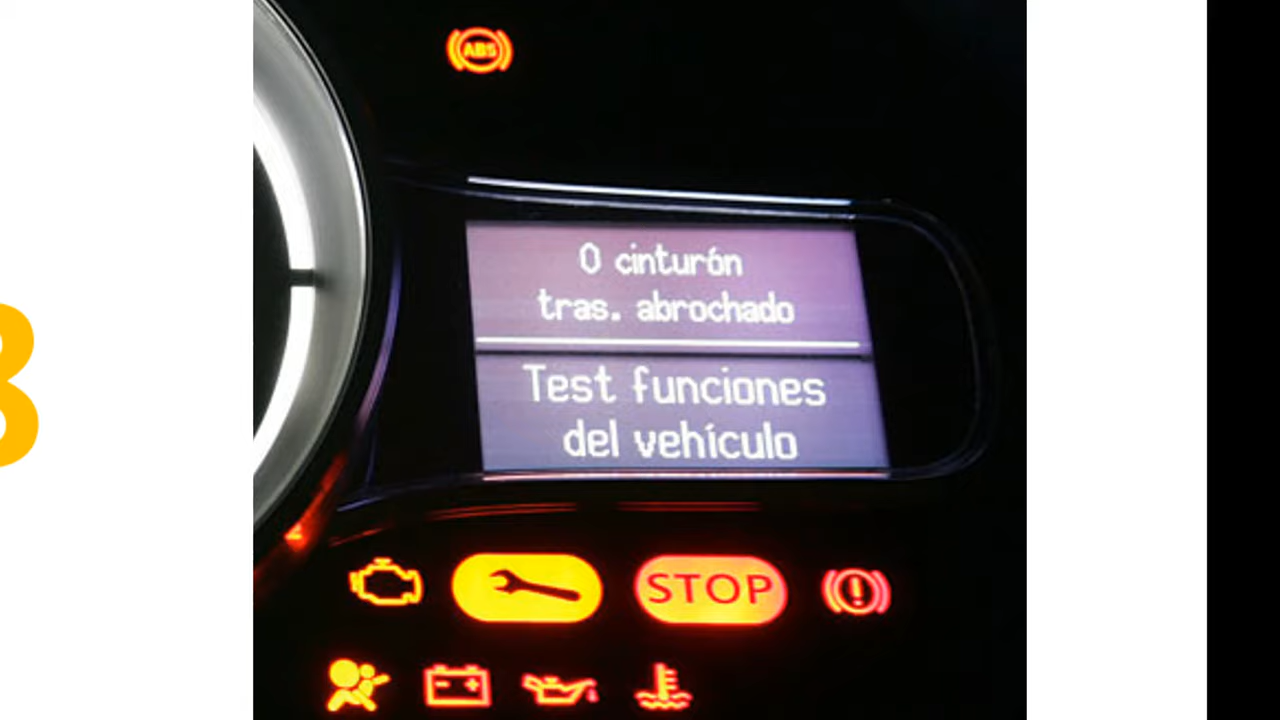 ABS
0 cinturón
tras. abrochado
Test funciones
del vehículo
STOP